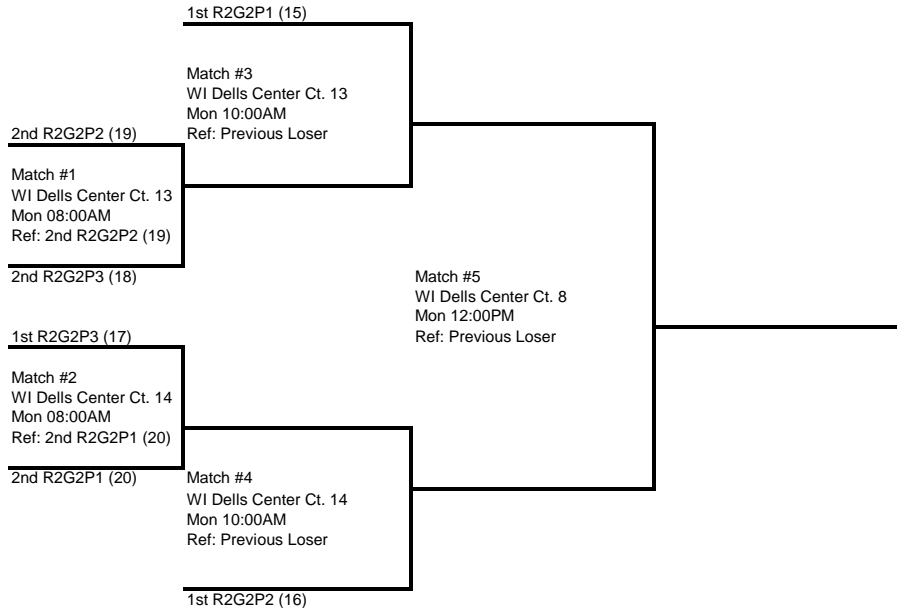 1st R2G2P1 (15)
Match #3
WI Dells Center Ct. 13
Mon 10:00AM
Ref: Previous Loser
2nd R2G2P2 (19)
Match #1
WI Dells Center Ct. 13
Mon 08:00AM
Ref: 2nd R2G2P2 (19)
2nd R2G2P3 (18)
Match #5
WI Dells Center Ct. 8
Mon 12:00PM
Ref: Previous Loser
1st R2G2P3 (17)
Match #2
WI Dells Center Ct. 14
Mon 08:00AM
Ref: 2nd R2G2P1 (20)
2nd R2G2P1 (20)
Match #4
WI Dells Center Ct. 14
Mon 10:00AM
Ref: Previous Loser
1st R2G2P2 (16)